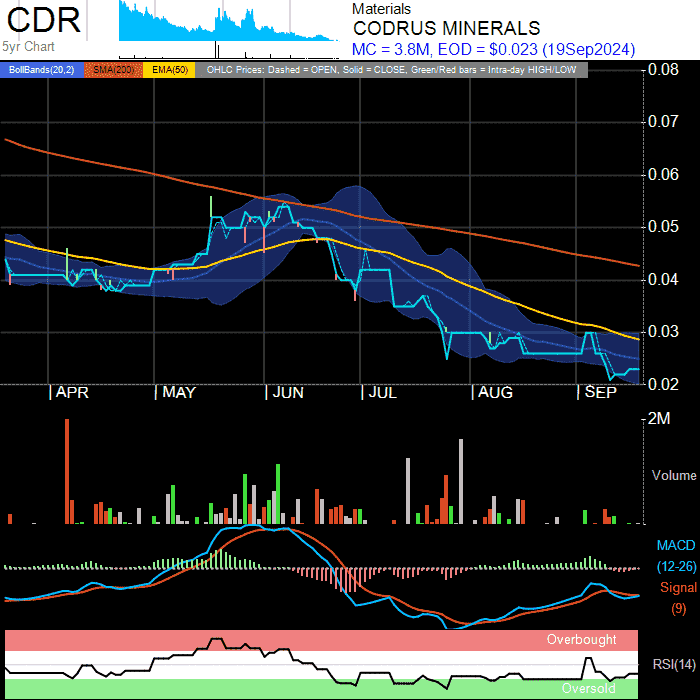 CDR
5yr Chart
Materials
CODRUS MINERALS
MC = 3.8M, EOD = $0.023 (19Sep2024)
BollBands(20,2) SMA(200) EMA(50) OHLC Prices: Dashed = OPEN, Solid = CLOSE, Green/Red bars = Intra-day HIGH/LOW
0.08
0.07
0.06
0.05
0.04
0.03
0.02
APR MAY JUN JUL AUG SEP
2M
Volume
MACD
(12-26)
Signal
(9)
Overbought
RSI(14)
Oversold